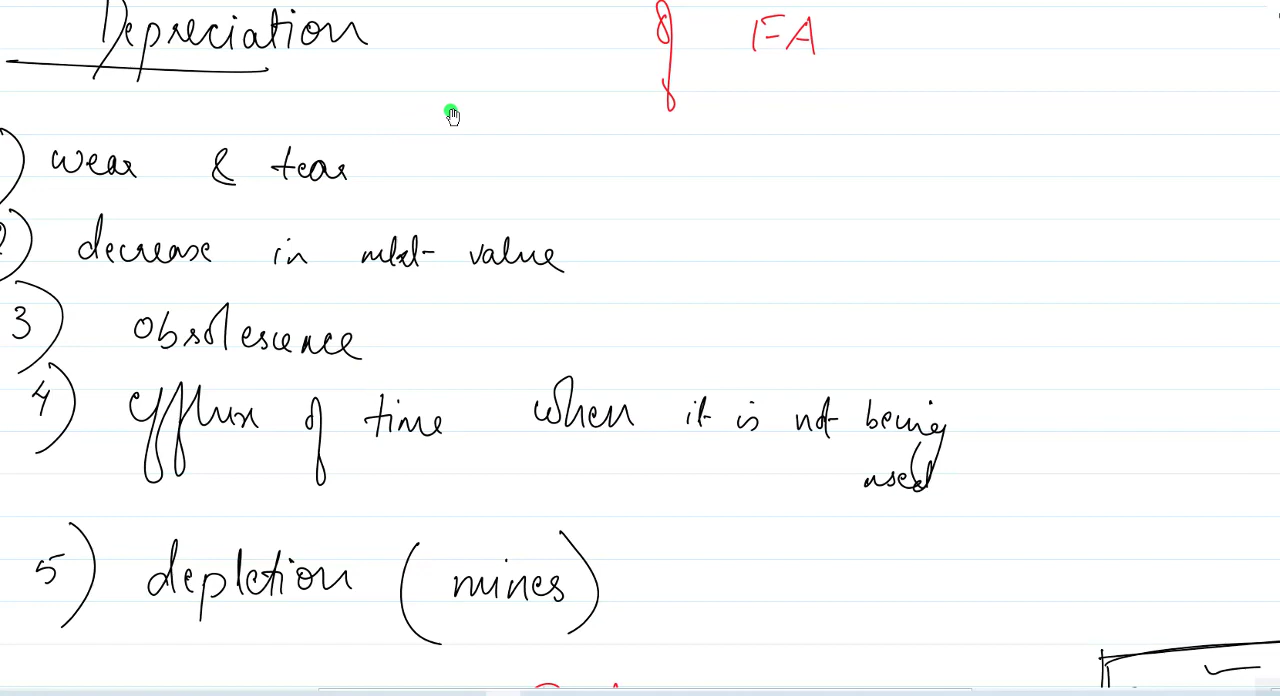 Depreciation of FA
1) wear & tear
2) decrease in mkt value
3) obsolescence
4) efflux of time when it is not being
used
5) depletion (mines)